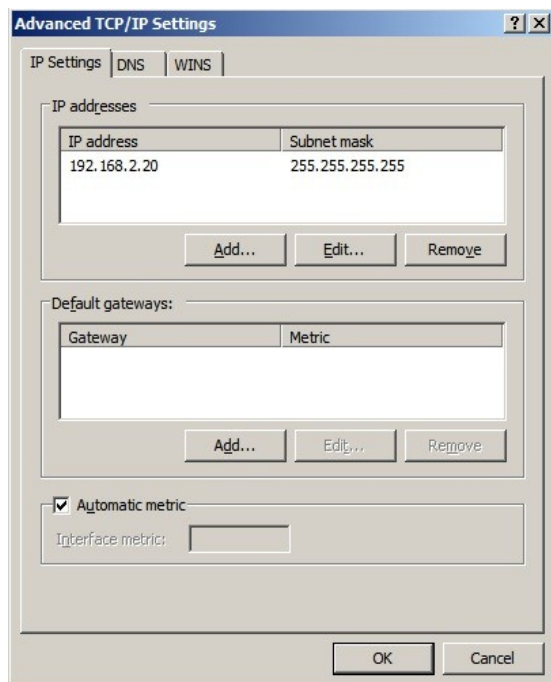 Advanced TCP/IP Settings
IP Settings DNS WINS
IP addresses
IP address Subnet mask
192.168.2.20 255.255.255.255
Add... Edit... Remove
Default gateways:
Gateway Metric
Add... Edit... Remove
Automatic metric
Interface metric:
OK Cancel